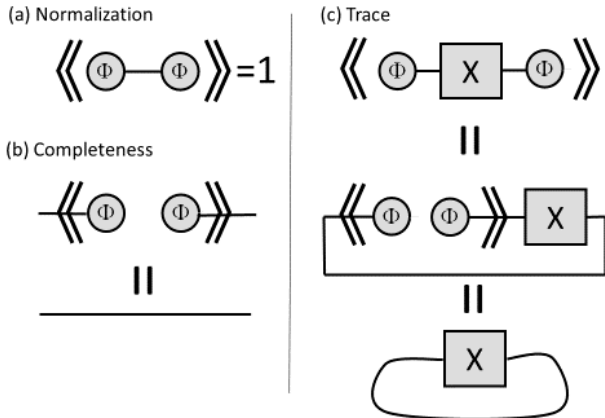 (a) Normalization
《 Φ Φ 》=1
(b) Completeness
《 Φ Φ 》
=
(c) Trace
《 Φ X Φ 》
=
《 Φ Φ 》 X
=
X